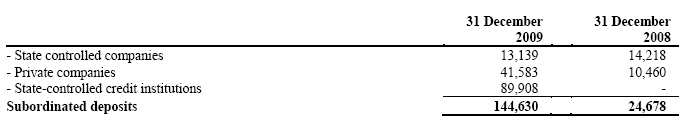 31 December 31 December
2009 2008
- State controlled companies 13,139 14,218
- Private companies 41,583 10,460
- State-controlled credit institutions 89,908 -
Subordinated deposits 144,630 24,678